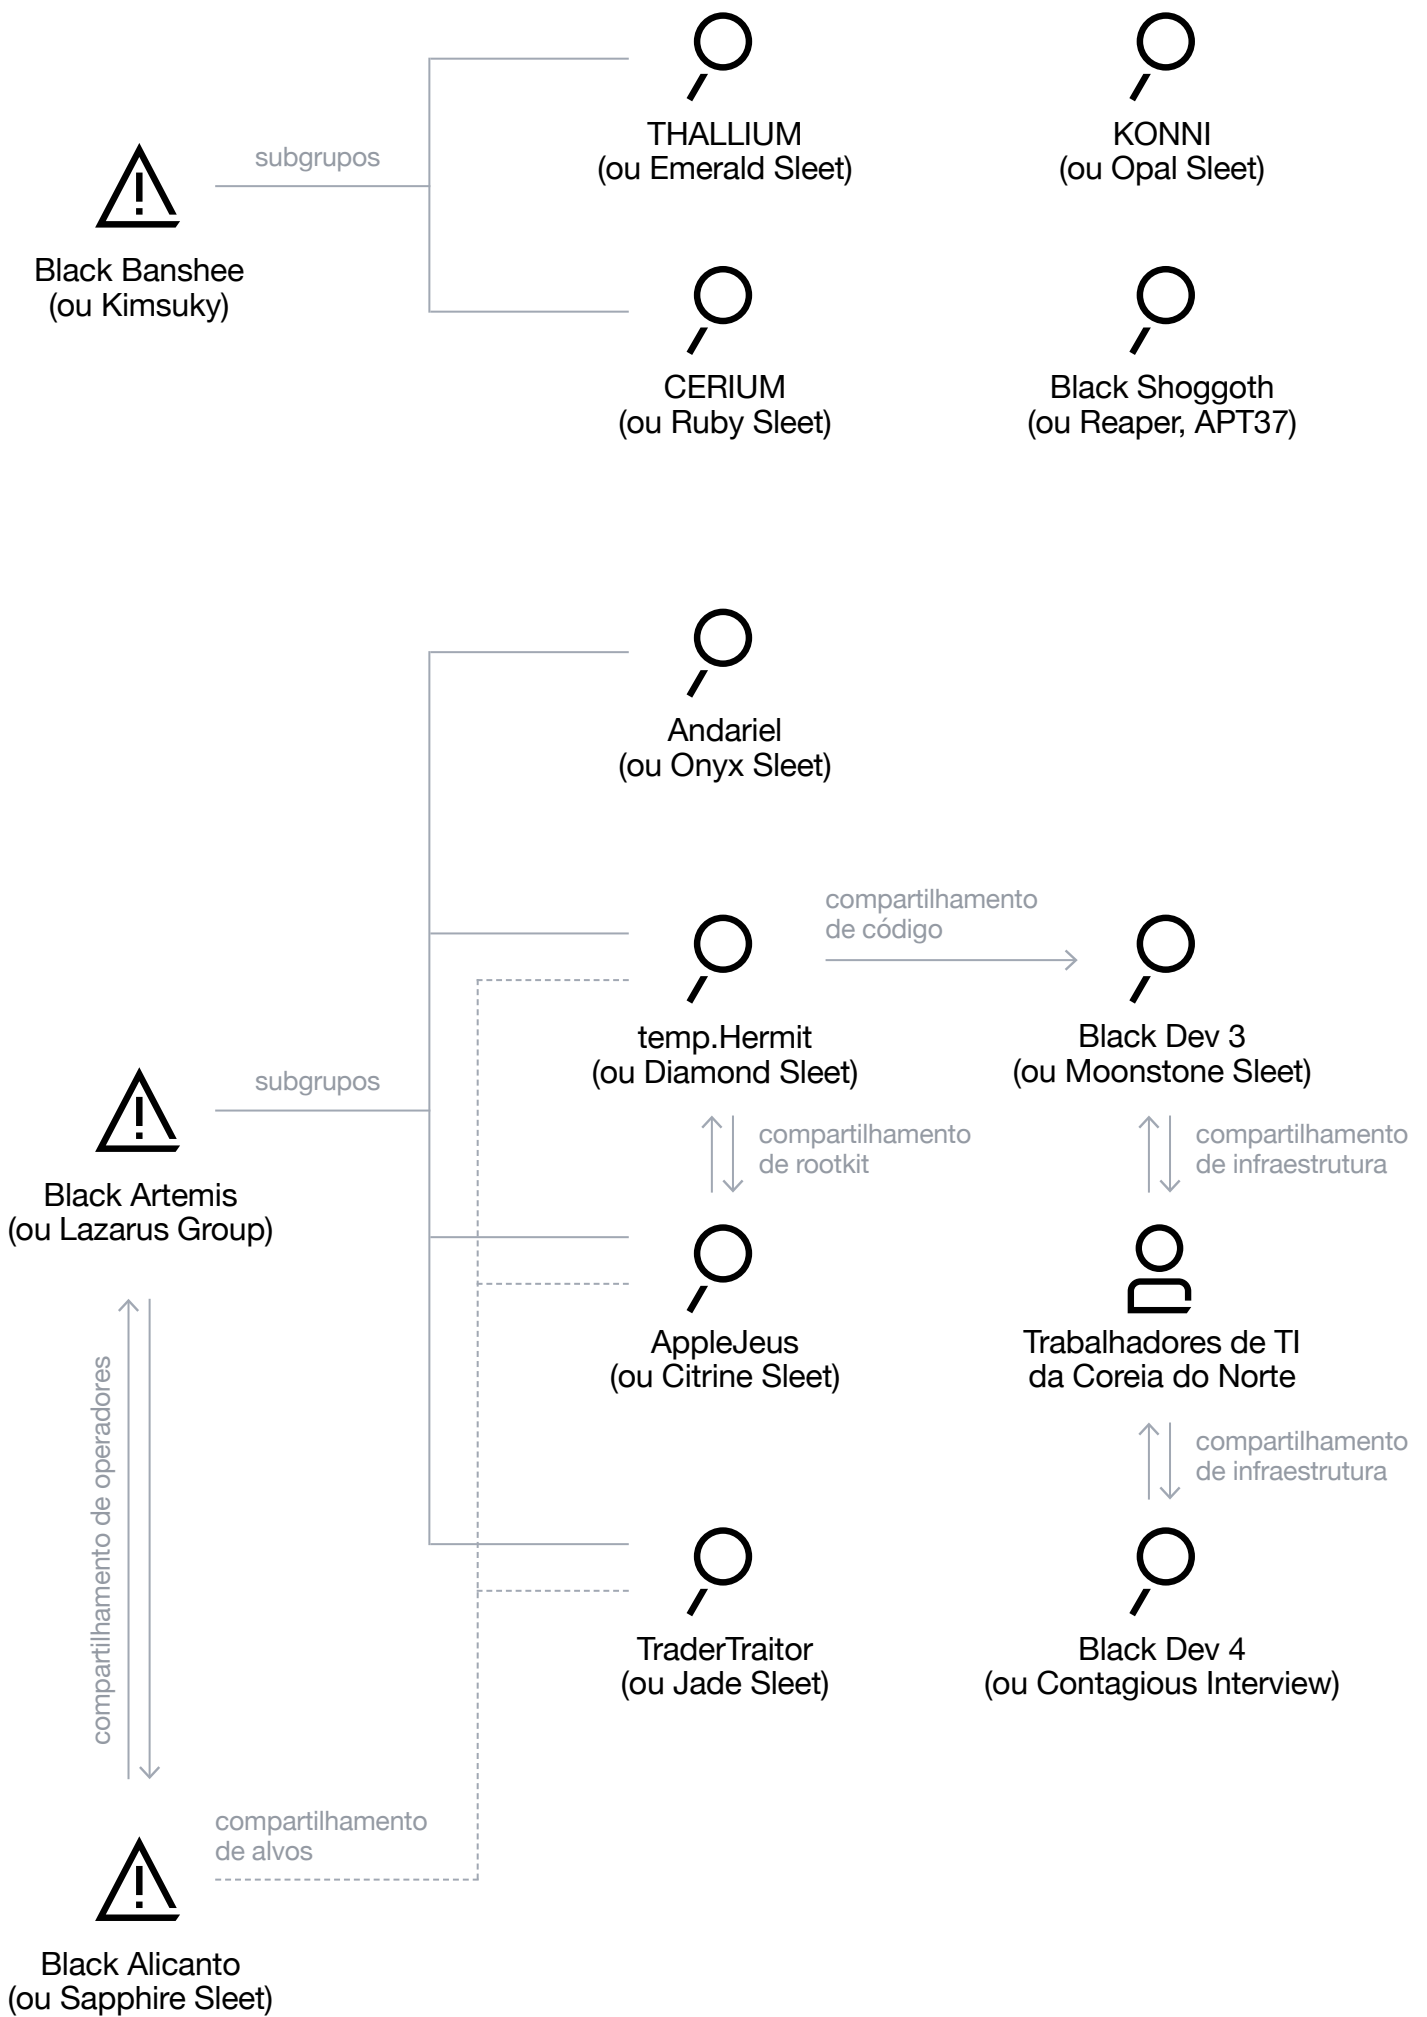 THALLIUM
(ou Emerald Sleet)
KONNI
(ou Opal Sleet)
subgrupos
Black Banshee
(ou Kimsuky)
CERIUM
(ou Ruby Sleet)
Black Shoggoth
(ou Reaper, APT37)
Andariel
(ou Onyx Sleet)
compartilhamento
de código
temp.Hermit
(ou Diamond Sleet)
Black Dev 3
(ou Moonstone Sleet)
subgrupos
compartilhamento
de rootkit
compartilhamento
de infraestrutura
Black Artemis
(ou Lazarus Group)
AppleJeus
(ou Citrine Sleet)
Trabalhadores de TI
da Coreia do Norte
compartilhamento de operadores
compartilhamento
de infraestrutura
TraderTraitor
(ou Jade Sleet)
Black Dev 4
(ou Contagious Interview)
compartilhamento
de alvos
Black Alicanto
(ou Sapphire Sleet)